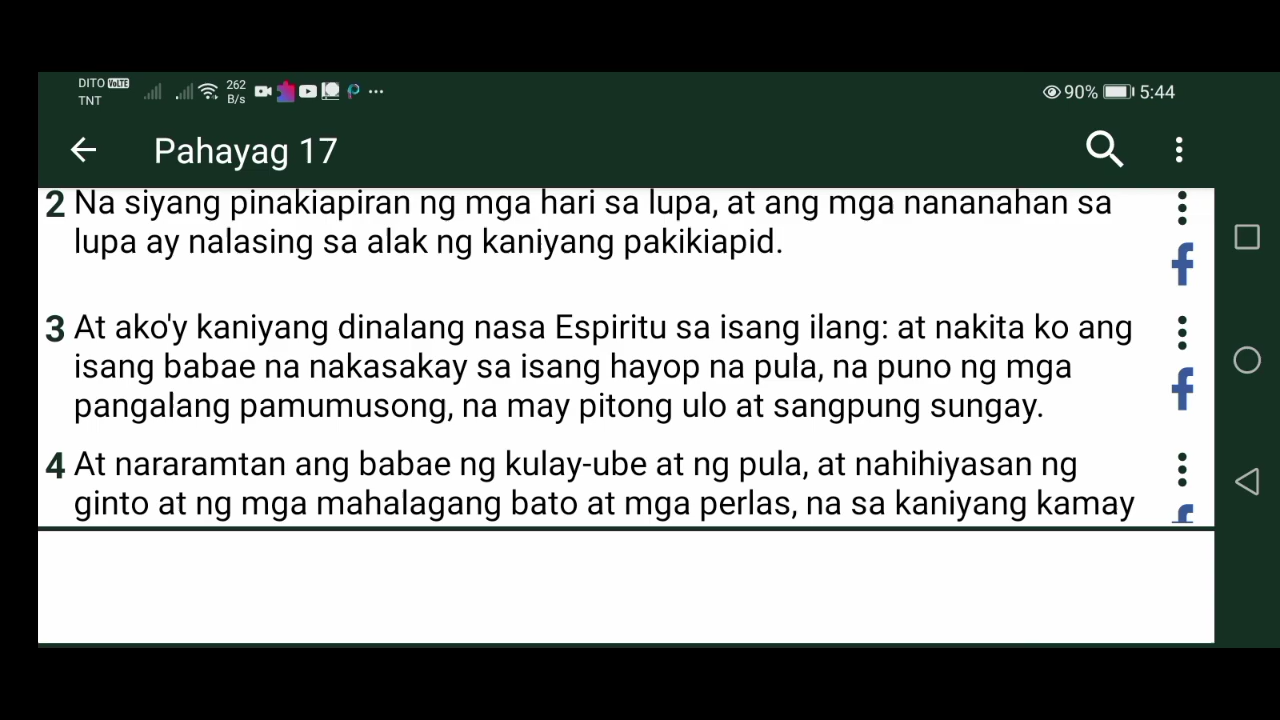 DITO VoLTE
TNT
262
B/s
90%
5:44
Pahayag 17
2 Na siyang pinakiapiran ng mga hari sa lupa, at ang mga nananahan sa
lupa ay nalasing sa alak ng kaniyang pakikiapid.
3 At ako'y kaniyang dinalang nasa Espiritu sa isang ilang: at nakita ko ang
isang babae na nakasakay sa isang hayop na pula, na puno ng mga
pangalang pamumusong, na may pitong ulo at sangpung sungay.
4 At nararamtan ang babae ng kulay-ube at ng pula, at nahihiyasan ng
ginto at ng mga mahalagang bato at mga perlas, na sa kaniyang kamay